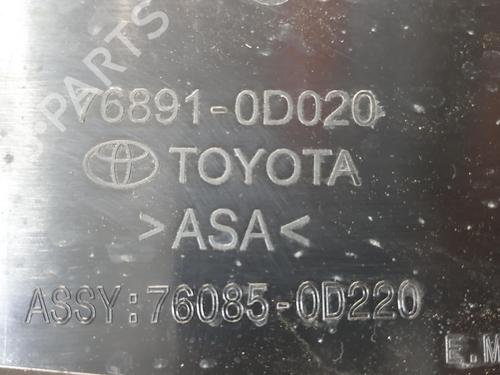 76891-0D020
TOYOTA
>ASA<
ASSY:76085-0D220
E.M